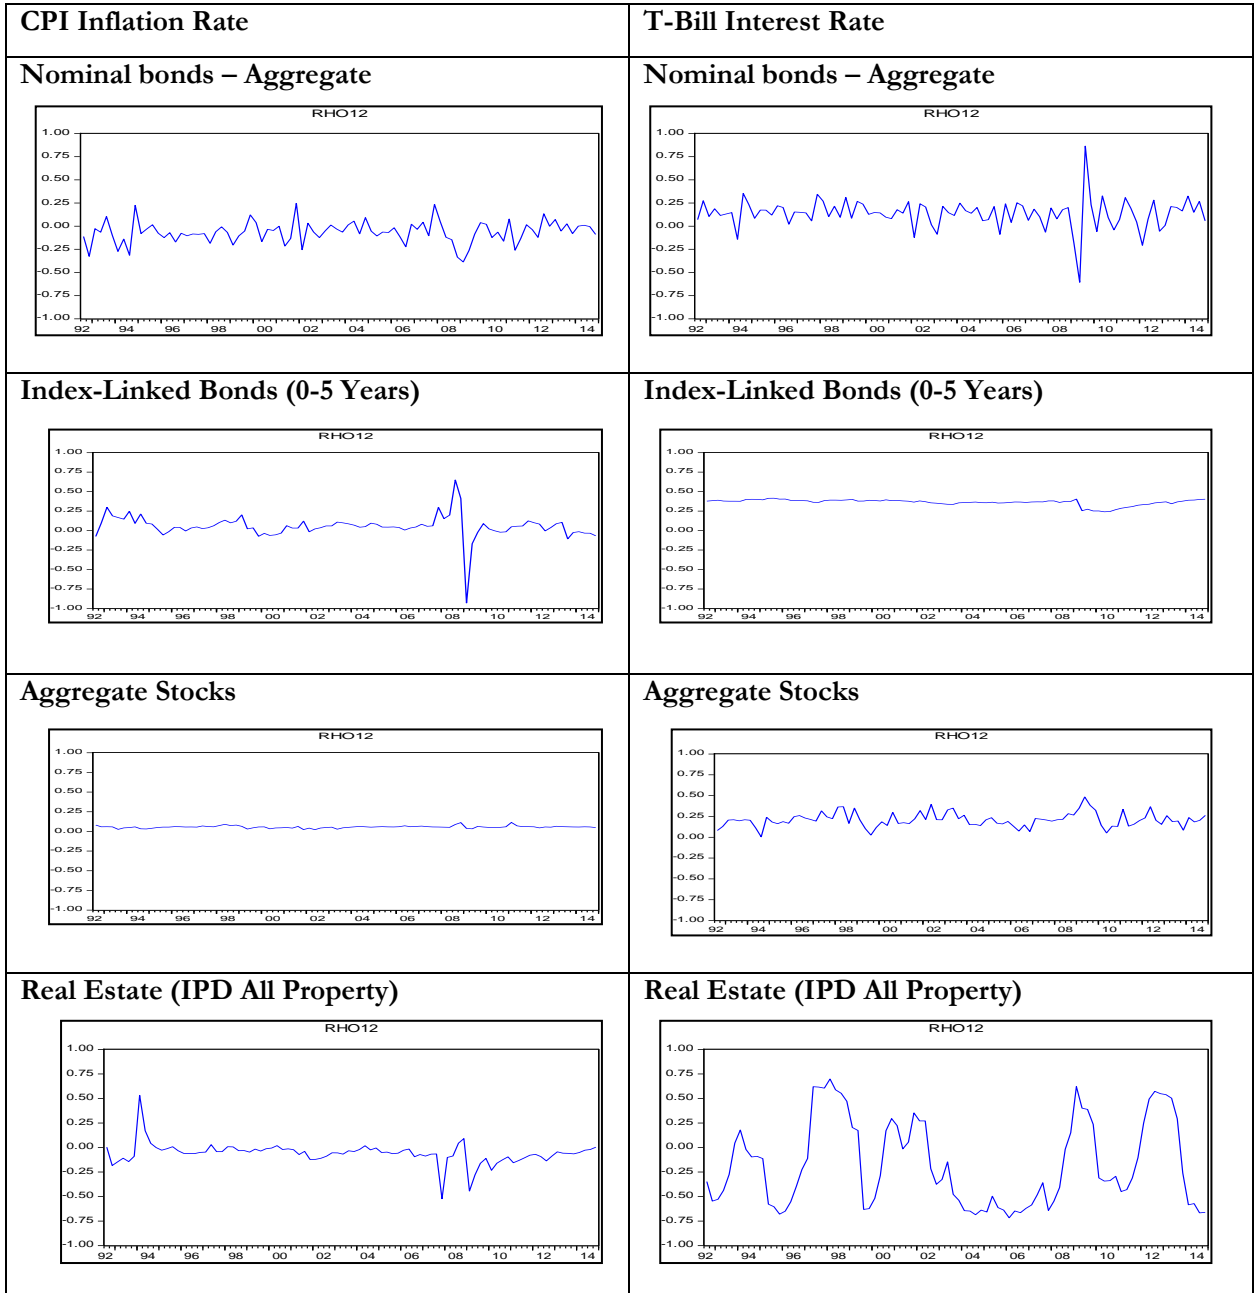 CPI Inflation Rate
T-Bill Interest Rate
Nominal bonds – Aggregate
RHO12
1.00
0.75
0.50
0.25
0.00
-0.25
-0.50
-0.75
-1.00
92 94 96 98 00 02 04 06 08 10 12 14
Nominal bonds – Aggregate
RHO12
1.00
0.75
0.50
0.25
0.00
-0.25
-0.50
-0.75
-1.00
92 94 96 98 00 02 04 06 08 10 12 14
Index-Linked Bonds (0-5 Years)
RHO12
1.00
0.75
0.50
0.25
0.00
-0.25
-0.50
-0.75
-1.00
92 94 96 98 00 02 04 06 08 10 12 14
Index-Linked Bonds (0-5 Years)
RHO12
1.00
0.75
0.50
0.25
0.00
-0.25
-0.50
-0.75
-1.00
92 94 96 98 00 02 04 06 08 10 12 14
Aggregate Stocks
RHO12
1.00
0.75
0.50
0.25
0.00
-0.25
-0.50
-0.75
-1.00
92 94 96 98 00 02 04 06 08 10 12 14
Aggregate Stocks
RHO12
1.00
0.75
0.50
0.25
0.00
-0.25
-0.50
-0.75
-1.00
92 94 96 98 00 02 04 06 08 10 12 14
Real Estate (IPD All Property)
RHO12
1.00
0.75
0.50
0.25
0.00
-0.25
-0.50
-0.75
-1.00
92 94 96 98 00 02 04 06 08 10 12 14
Real Estate (IPD All Property)
RHO12
1.00
0.75
0.50
0.25
0.00
-0.25
-0.50
-0.75
-1.00
92 94 96 98 00 02 04 06 08 10 12 14